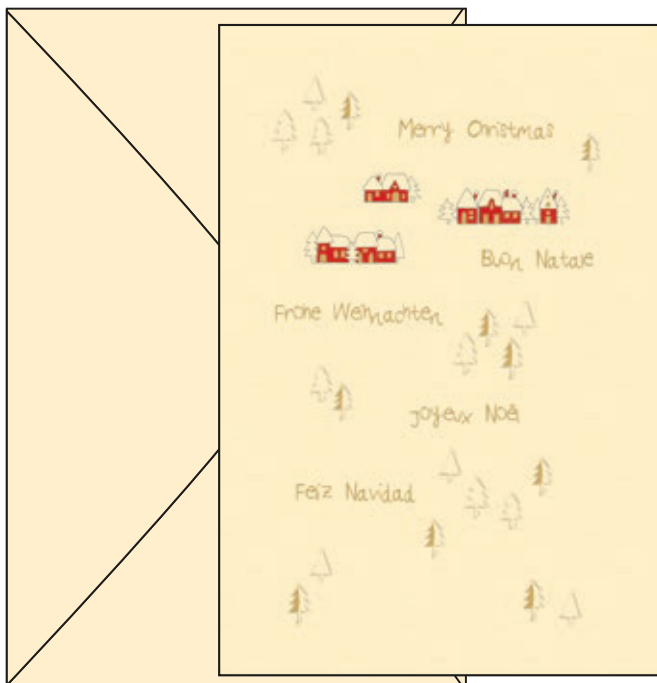 Merry Christmas
Buon Natale
Frohe Weihnachten
Joyeux Noël
Feliz Navidad